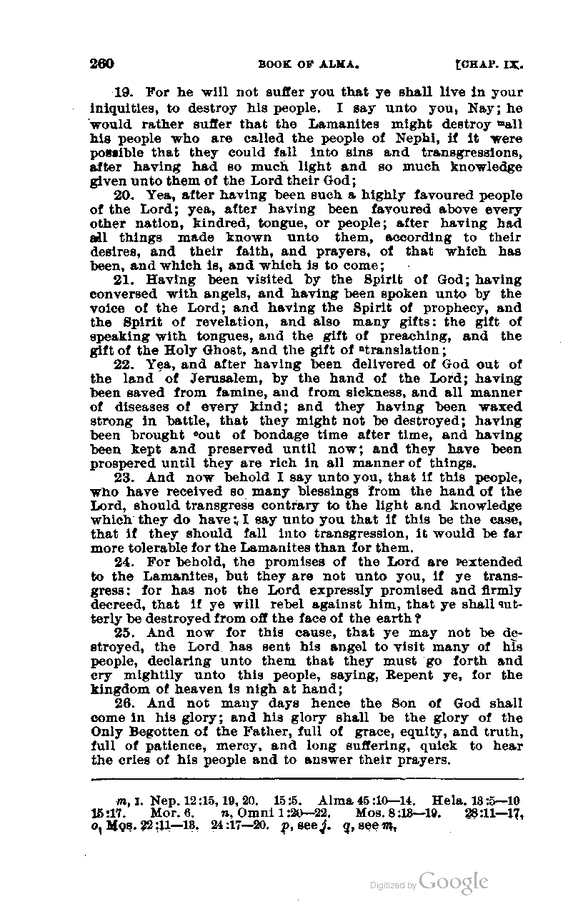 260 BOOK OF ALMA. [CHAP. IX.
19. For he will not suffer you that ye shall live in your
iniquities, to destroy his people. I say unto you, Nay; he
would rather suffer that the Lamanites might destroy ᵐall
his people who are called the people of Nephi, if it were
possible that they could fall into sins and transgressions,
after having had so much light and so much knowledge
given unto them of the Lord their God;
20. Yea, after having been such a highly favoured people
of the Lord; yea, after having been favoured above every
other nation, kindred, tongue, or people; after having had
all things made known unto them, according to their
desires, and their faith, and prayers, of that which has
been, and which is, and which is to come;
21. Having been visited by the Spirit of God; having
conversed with angels, and having been spoken unto by the
voice of the Lord; and having the Spirit of prophecy, and
the Spirit of revelation, and also many gifts: the gift of
speaking with tongues, and the gift of preaching, and the
gift of the Holy Ghost, and the gift of ⁿtranslation;
22. Yea, and after having been delivered of God out of
the land of Jerusalem, by the hand of the Lord; having
been saved from famine, and from sickness, and all manner
of diseases of every kind; and they having been waxed
strong in battle, that they might not be destroyed; having
been brought ᵒout of bondage time after time, and having
been kept and preserved until now; and they have been
prospered until they are rich in all manner of things.
23. And now behold I say unto you, that if this people,
who have received so many blessings from the hand of the
Lord, should transgress contrary to the light and knowledge
which they do have; I say unto you that if this be the case,
that if they should fall into transgression, it would be far
more tolerable for the Lamanites than for them.
24. For behold, the promises of the Lord are ᵖextended
to the Lamanites, but they are not unto you, if ye trans-
gress: for has not the Lord expressly promised and firmly
decreed, that if ye will rebel against him, that ye shall qut-
terly be destroyed from off the face of the earth?
25. And now for this cause, that ye may not be de-
stroyed, the Lord has sent his angel to visit many of his
people, declaring unto them that they must go forth and
cry mightily unto this people, saying, Repent ye, for the
kingdom of heaven is nigh at hand;
26. And not many days hence the Son of God shall
come in his glory; and his glory shall be the glory of the
Only Begotten of the Father, full of grace, equity, and truth,
full of patience, mercy, and long suffering, quick to hear
the cries of his people and to answer their prayers.
m, I. Nep. 12:15, 19, 20. 15:5. Alma 45:10—14. Hela. 13:5—10
15:17. Mor. 6. n, Omni 1:20—22. Mos. 8:13—19. 28:11—17,
o, Mos. 22:11—13. 24:17—20. p, see j. q, see m,
Digitized by Google